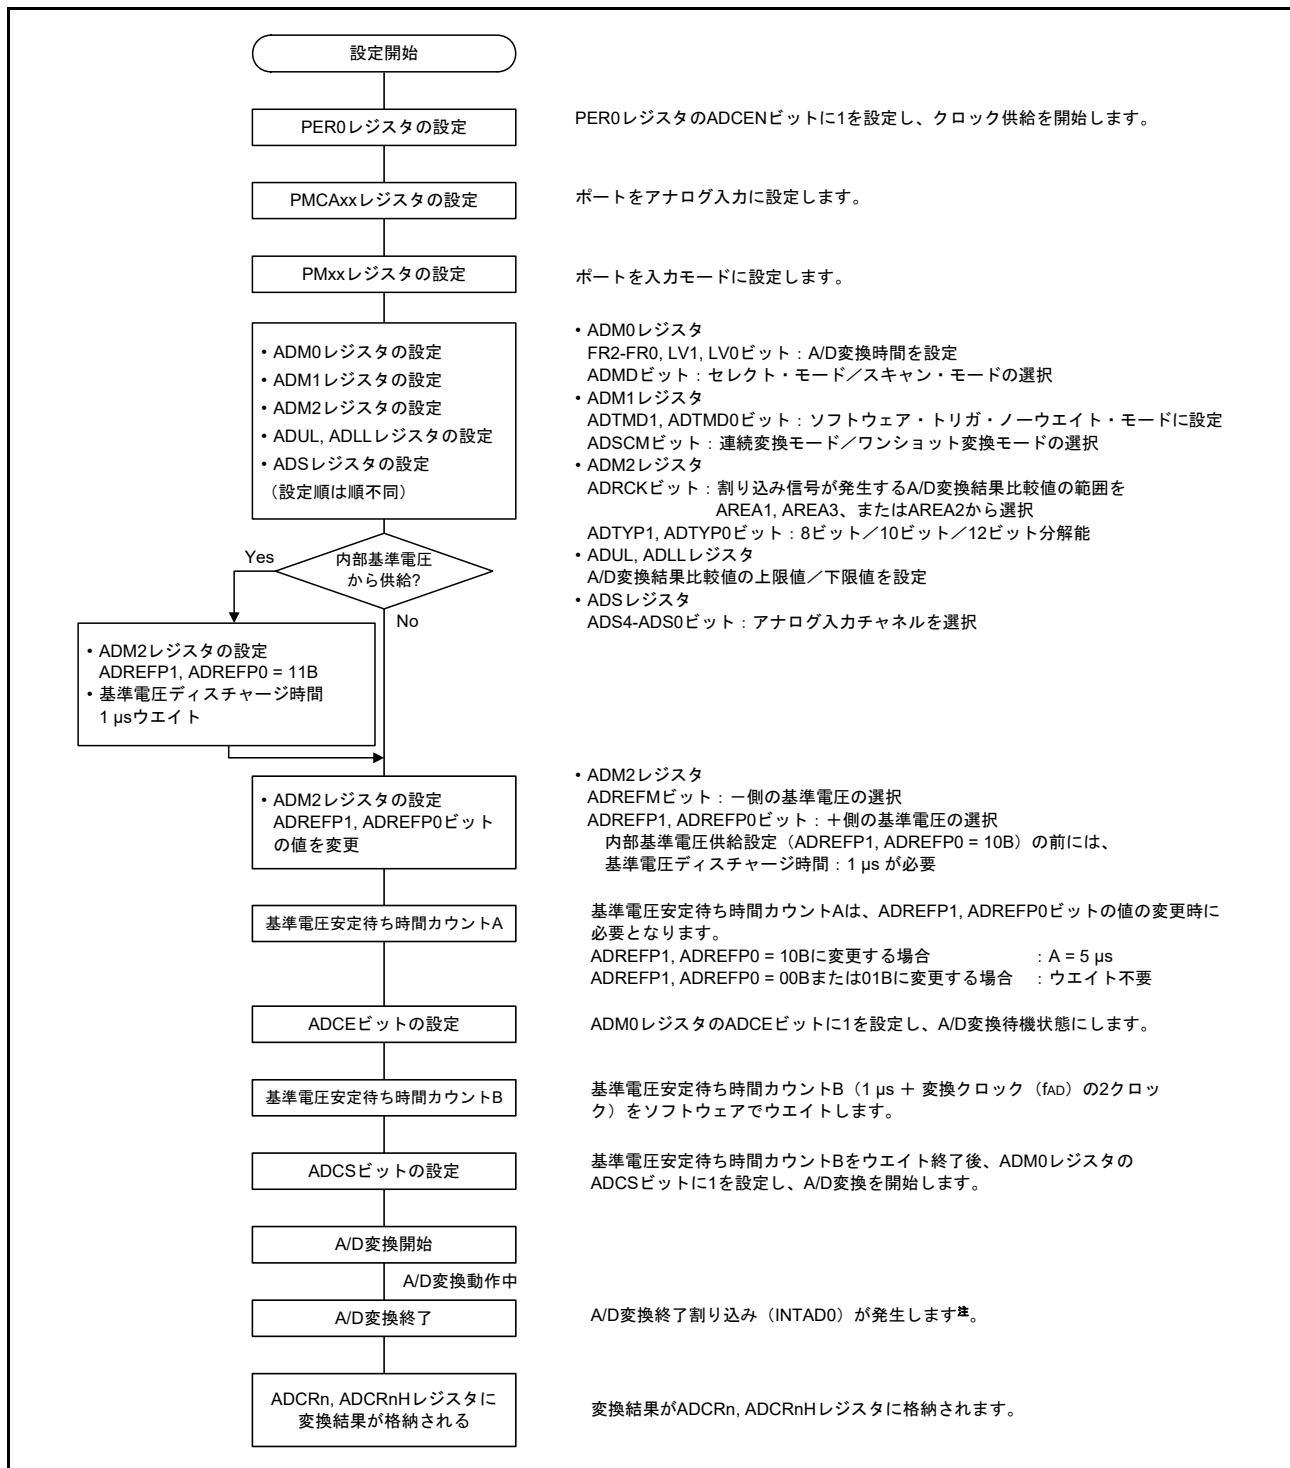 設定開始
PER0レジスタの設定
PER0レジスタのADCENビットに1を設定し、クロック供給を開始します。
PMCAxxレジスタの設定
ポートをアナログ入力に設定します。
PMxxレジスタの設定
ポートを入力モードに設定します。
• ADM0レジスタの設定
• ADM1レジスタの設定
• ADM2レジスタの設定
• ADUL, ADLLレジスタの設定
• ADSレジスタの設定
（設定順は順不同）
• ADM0レジスタ
FR2-FR0, LV1, LV0ビット：A/D変換時間を設定
ADMDビット：セレクト・モード／スキャン・モードの選択
• ADM1レジスタ
ADTMD1, ADTMD0ビット：ソフトウェア・トリガ・ノーウエイト・モードに設定
ADSCMビット：連続変換モード／ワンショット変換モードの選択
• ADM2レジスタ
ADRCKビット：割り込み信号が発生するA/D変換結果比較値の範囲を
AREA1, AREA3、またはAREA2から選択
ADTYP1, ADTYP0ビット：8ビット／10ビット／12ビット分解能
• ADUL, ADLLレジスタ
A/D変換結果比較値の上限値／下限値を設定
• ADSレジスタ
ADS4-ADS0ビット：アナログ入力チャネルを選択
内部基準電圧
から供給?
Yes
No
• ADM2レジスタの設定
ADREFP1, ADREFP0 = 11B
• 基準電圧ディスチャージ時間
1 μsウエイト
• ADM2レジスタの設定
ADREFP1, ADREFP0ビット
の値を変更
• ADM2レジスタ
ADREFMビット：－側の基準電圧の選択
ADREFP1, ADREFP0ビット：＋側の基準電圧の選択
内部基準電圧供給設定（ADREFP1, ADREFP0 = 10B）の前には、
基準電圧ディスチャージ時間：1 μs が必要
基準電圧安定待ち時間カウントA
基準電圧安定待ち時間カウントAは、ADREFP1, ADREFP0ビットの値の変更時に
必要となります。
ADREFP1, ADREFP0 = 10Bに変更する場合 ：A = 5 μs
ADREFP1, ADREFP0 = 00Bまたは01Bに変更する場合 ：ウエイト不要
ADCEビットの設定
ADM0レジスタのADCEビットに1を設定し、A/D変換待機状態にします。
基準電圧安定待ち時間カウントB
基準電圧安定待ち時間カウントB（1 μs ＋ 変換クロック（fAD）の2クロッ
ク）をソフトウェアでウエイトします。
ADCSビットの設定
基準電圧安定待ち時間カウントBをウエイト終了後、ADM0レジスタの
ADCSビットに1を設定し、A/D変換を開始します。
A/D変換開始
A/D変換動作中
A/D変換終了
A/D変換終了割り込み（INTAD0）が発生します注。
ADCRn, ADCRnHレジスタに
変換結果が格納される
変換結果がADCRn, ADCRnHレジスタに格納されます。